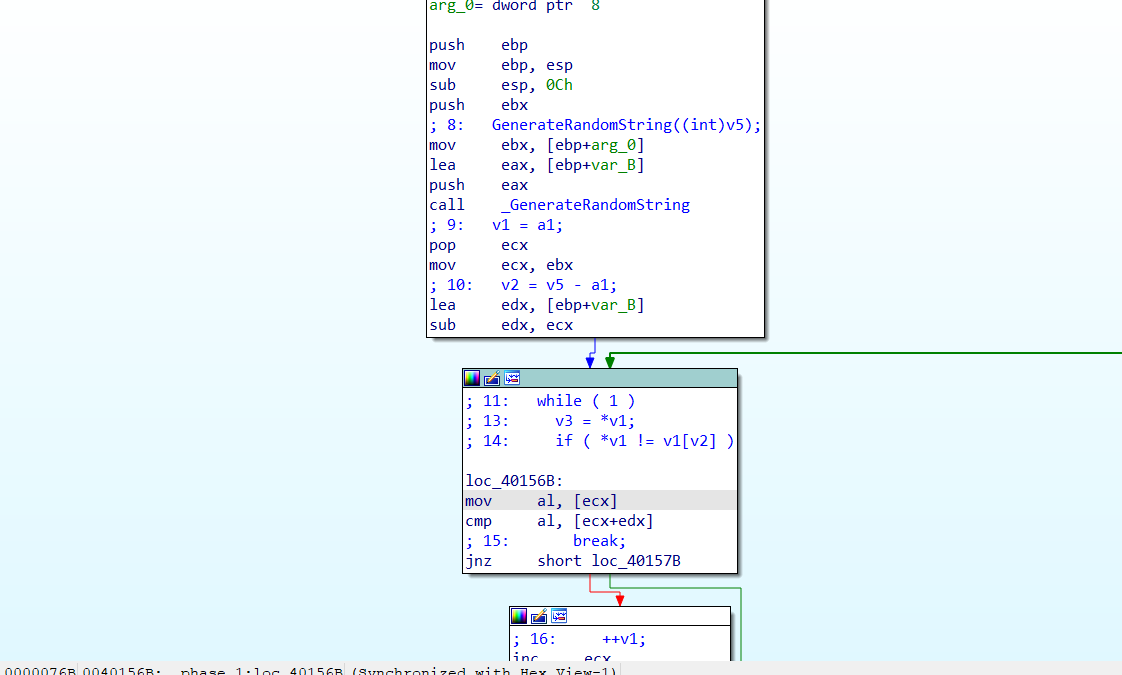 arg_0= dword ptr  8
push    ebp
mov     ebp, esp
sub     esp, 0Ch
push    ebx
; 8:   GenerateRandomString((int)v5);
mov     ebx, [ebp+arg_0]
lea     eax, [ebp+var_B]
push    eax
call    _GenerateRandomString
; 9:   v1 = a1;
pop     ecx
mov     ecx, ebx
; 10:   v2 = v5 - a1;
lea     edx, [ebp+var_B]
sub     edx, ecx
; 11:   while ( 1 )
; 13:     v3 = *v1;
; 14:     if ( *v1 != v1[v2] )
loc_40156B:
mov     al, [ecx]
cmp     al, [ecx+edx]
; 15:       break;
jnz     short loc_40157B
; 16:     ++v1;
inc     ecx
0000076B 0040156B: _phase_1:loc_40156B (Synchronized with Hex View-1)